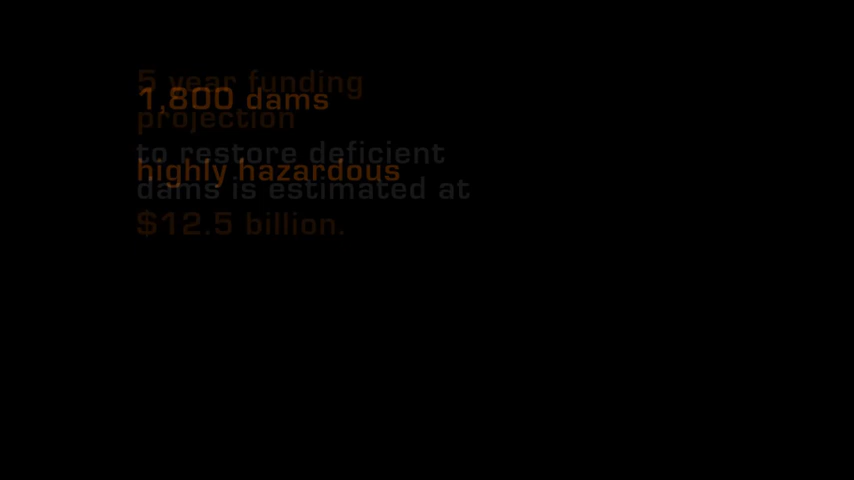 5 year funding
1,800 dams
projection
to restore deficient
highly hazardous
dams is estimated at
$12.5 billion.